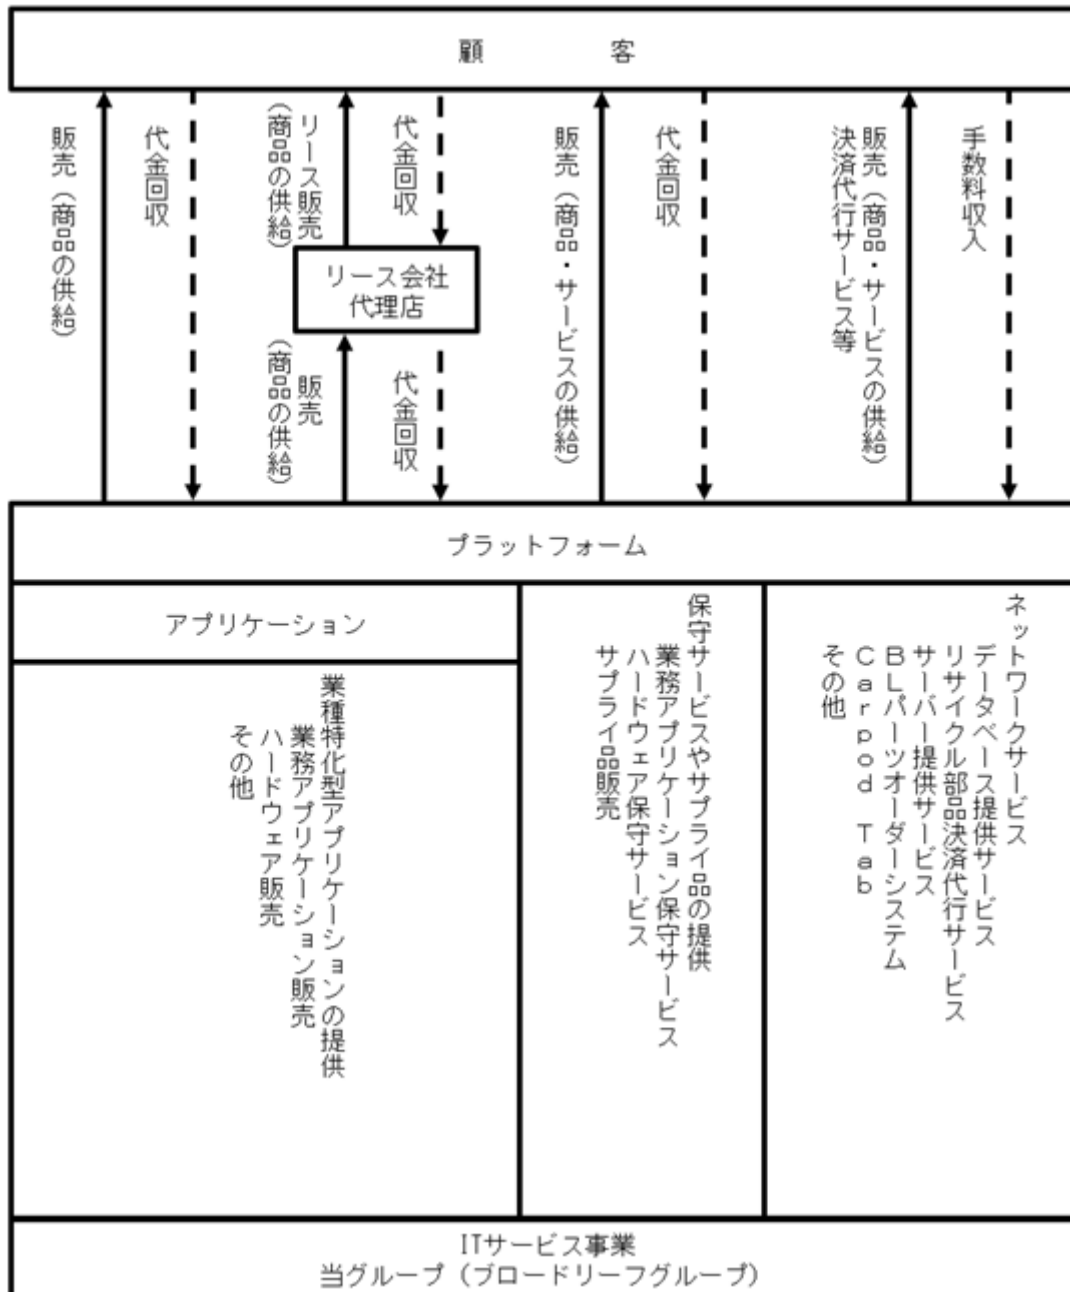 顧　客
販売（商品の供給）
代金回収
リース販売
（商品の供給）
代金回収
リース会社
代理店
販売
（商品の供給）
代金回収
販売（商品・サービスの供給）
代金回収
販売（商品・サービスの供給）
決済代行サービス等
手数料収入
プラットフォーム
アプリケーション
業種特化型アプリケーションの提供
業務アプリケーション販売
ハードウェア販売
その他
保守サービスやサプライ品の提供
業務アプリケーション保守サービス
ハードウェア保守サービス
サプライ品販売
ネットワークサービス
データベース提供サービス
リサイクル部品決済代行サービス
サーバー提供サービス
ＢＬパーツオーダーシステム
Ｃａｒｐｏｄ　Ｔａｂ
その他
ITサービス事業
当グループ（ブロードリーフグループ）